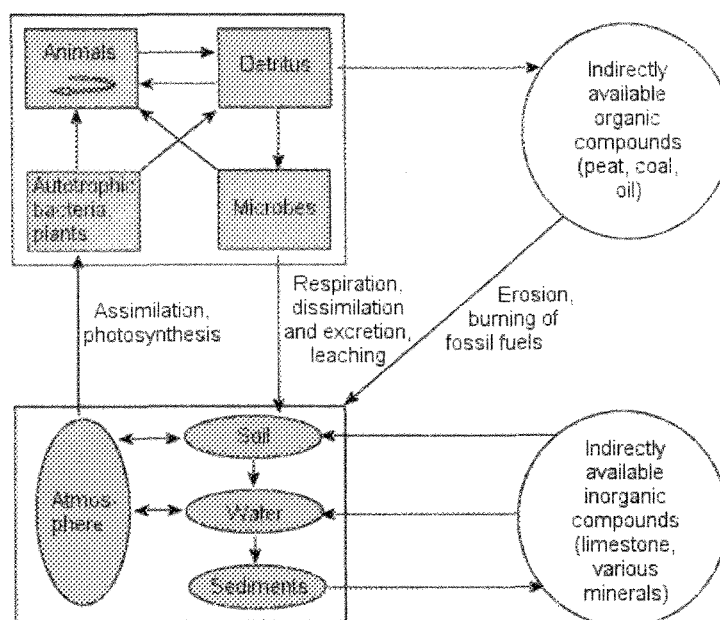 Animals
Detritus
Autotrophic
bacteria
plants
Microbes
Indirectly
available
organic
compounds
(peat, coal,
oil)
Assimilation,
photosynthesis
Respiration,
dissimilation
and excretion,
leaching
Erosion,
burning of
fossil fuels
Atmos-
phere
Soil
Water
Sediments
Indirectly
available
inorganic
compounds
(limestone,
various
minerals)